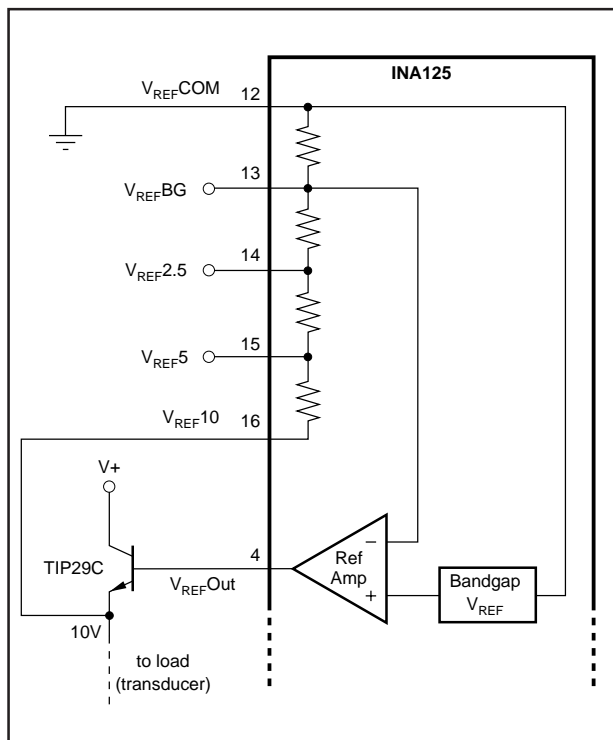 INA125
V_REFCOM 12
13
V_REFBG
14
V_REF2.5
15
V_REF5
V_REF10 16
V+
TIP29C
4
V_REFOut
−
Ref
Amp
+
Bandgap
V_REF
10V
to load
(transducer)